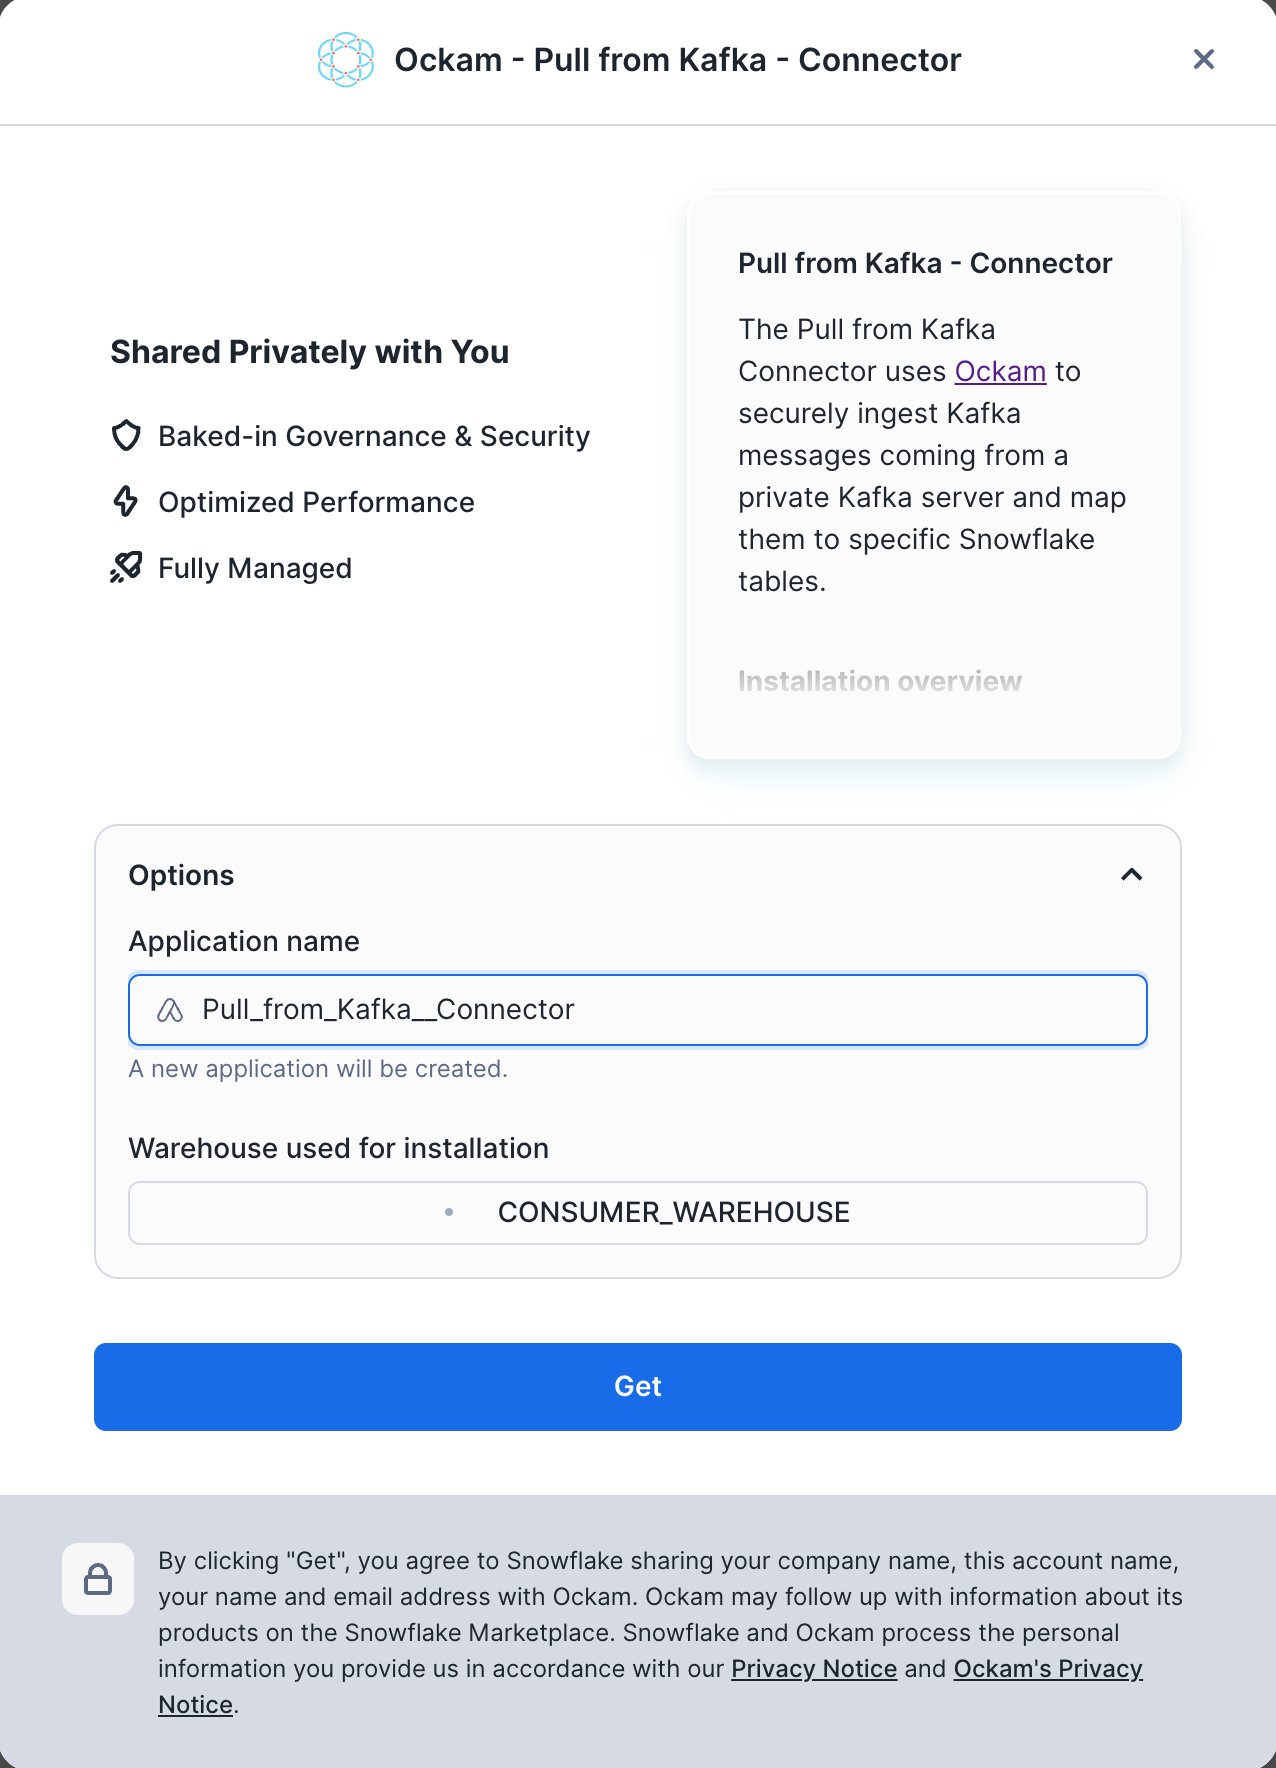 Ockam - Pull from Kafka - Connector
Shared Privately with You
Baked-in Governance & Security
Optimized Performance
Fully Managed
Pull from Kafka - Connector
The Pull from Kafka
Connector uses Ockam to
securely ingest Kafka
messages coming from a
private Kafka server and map
them to specific Snowflake
tables.
Installation overview
Options
Application name
Pull_from_Kafka__Connector
A new application will be created.
Warehouse used for installation
CONSUMER_WAREHOUSE
Get
By clicking "Get", you agree to Snowflake sharing your company name, this account name,
your name and email address with Ockam. Ockam may follow up with information about its
products on the Snowflake Marketplace. Snowflake and Ockam process the personal
information you provide us in accordance with our Privacy Notice and Ockam's Privacy
Notice.